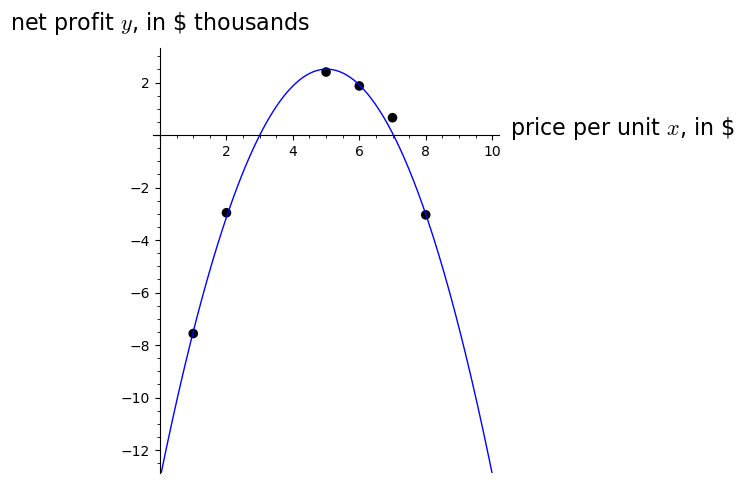 net profit y, in $ thousands
2
price per unit x, in $
2 4 6 8 10
−2
−4
−6
−8
−10
−12